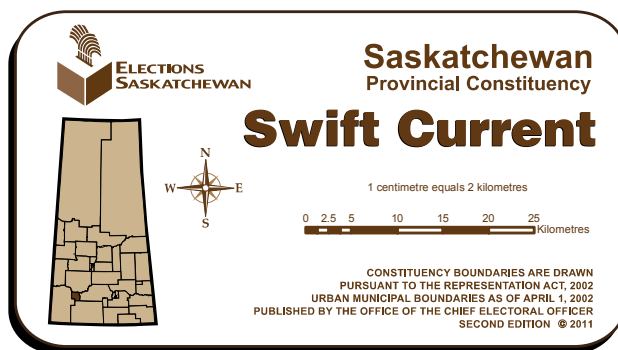 ELECTIONS
SASKATCHEWAN
Saskatchewan
Provincial Constituency
Swift Current
N
W E
S
1 centimetre equals 2 kilometres
0 2.5 5 10 15 20 25
Kilometres
CONSTITUENCY BOUNDARIES ARE DRAWN
PURSUANT TO THE REPRESENTATION ACT, 2002
URBAN MUNICIPAL BOUNDARIES AS OF APRIL 1, 2002
PUBLISHED BY THE OFFICE OF THE CHIEF ELECTORAL OFFICER
SECOND EDITION © 2011